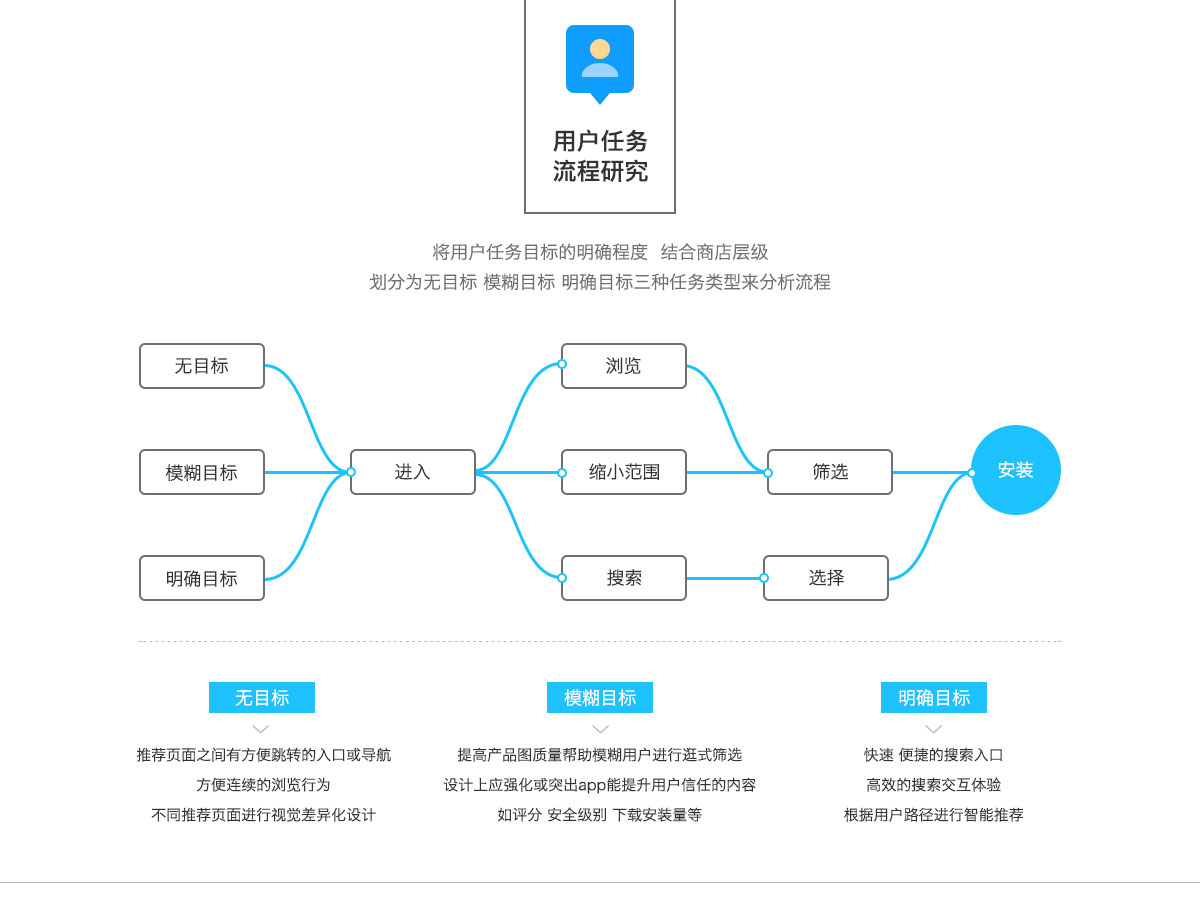 用户任务
流程研究
将用户任务目标的明确程度 结合商店层级
划分为无目标 模糊目标 明确目标三种任务类型来分析流程
无目标
浏览
模糊目标
进入
缩小范围
筛选
安装
明确目标
搜索
选择
无目标
模糊目标
明确目标
推荐页面之间有方便跳转的入口或导航
方便连续的浏览行为
不同推荐页面进行视觉差异化设计
提高产品图质量帮助模糊用户进行逛式筛选
设计上应强化或突出app能提升用户信任的内容
如评分 安全级别 下载安装量等
快速 便捷的搜索入口
高效的搜索交互体验
根据用户路径进行智能推荐